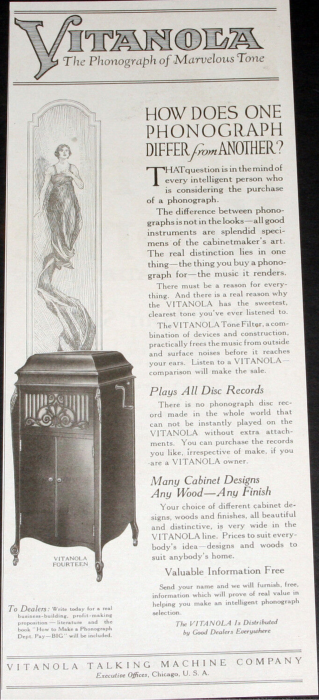 VITANOLA
The Phonograph of Marvelous Tone
HOW DOES ONE
PHONOGRAPH
DIFFER from ANOTHER?
THAT question is in the mind of
every intelligent person who
is considering the purchase
of a phonograph.
The difference between phono-
graphs is not in the looks—all good
instruments are splendid speci-
mens of the cabinetmaker's art.
The real distinction lies in one
thing—the thing you buy a phono-
graph for—the music it renders.
There must be a reason for every-
thing. And there is a real reason why
the VITANOLA has the sweetest,
clearest tone you've ever listened to.
The VITANOLA Tone Filter, a com-
bination of devices and construction,
practically frees the music from outside
and surface noises before it reaches
your ears. Listen to a VITANOLA—
comparison will make the sale.
Plays All Disc Records
There is no phonograph disc rec-
ord made in the whole world that
can not be instantly played on the
VITANOLA without extra attach-
ments. You can purchase the records
you like, irrespective of make, if you
are a VITANOLA owner.
Many Cabinet Designs
Any Wood—Any Finish
Your choice of different cabinet de-
signs, woods and finishes, all beautiful
and distinctive, is very wide in the
VITANOLA line. Prices to suit every-
body's idea—designs and woods to
suit anybody's home.
Valuable Information Free
Send your name and we will furnish, free,
information which will prove of real value in
helping you make an intelligent phonograph
selection.
The VITANOLA Is Distributed
by Good Dealers Everywhere
VITANOLA
FOURTEEN
To Dealers: Write today for a real
business-building, profit-making
proposition—literature and the
book "How to Make a Phonograph
Dept. Pay—BIG" will be included.
VITANOLA TALKING MACHINE COMPANY
Executive Offices, Chicago, U. S. A.